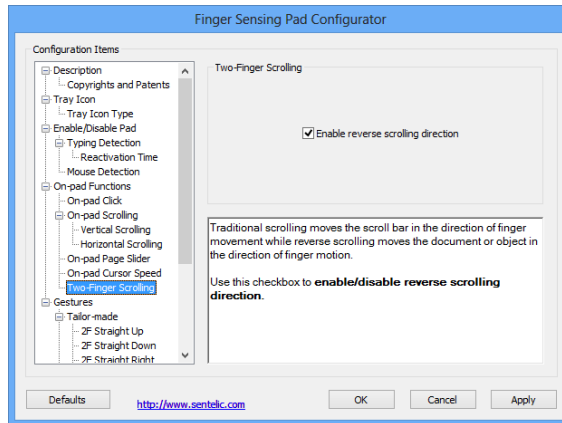 Finger Sensing Pad Configurator
Configuration Items
Description
Copyrights and Patents
Tray Icon
Tray Icon Type
Enable/Disable Pad
Typing Detection
Reactivation Time
Mouse Detection
On-pad Functions
On-pad Click
On-pad Scrolling
Vertical Scrolling
Horizontal Scrolling
On-pad Page Slider
On-pad Cursor Speed
Two-Finger Scrolling
Gestures
Tailor-made
2F Straight Up
2F Straight Down
2F Straight Right
Two-Finger Scrolling
Enable reverse scrolling direction
Traditional scrolling moves the scroll bar in the direction of finger
movement while reverse scrolling moves the document or object in
the direction of finger motion.
Use this checkbox to enable/disable reverse scrolling
direction.
Defaults
http://www.sentelic.com
OK
Cancel
Apply